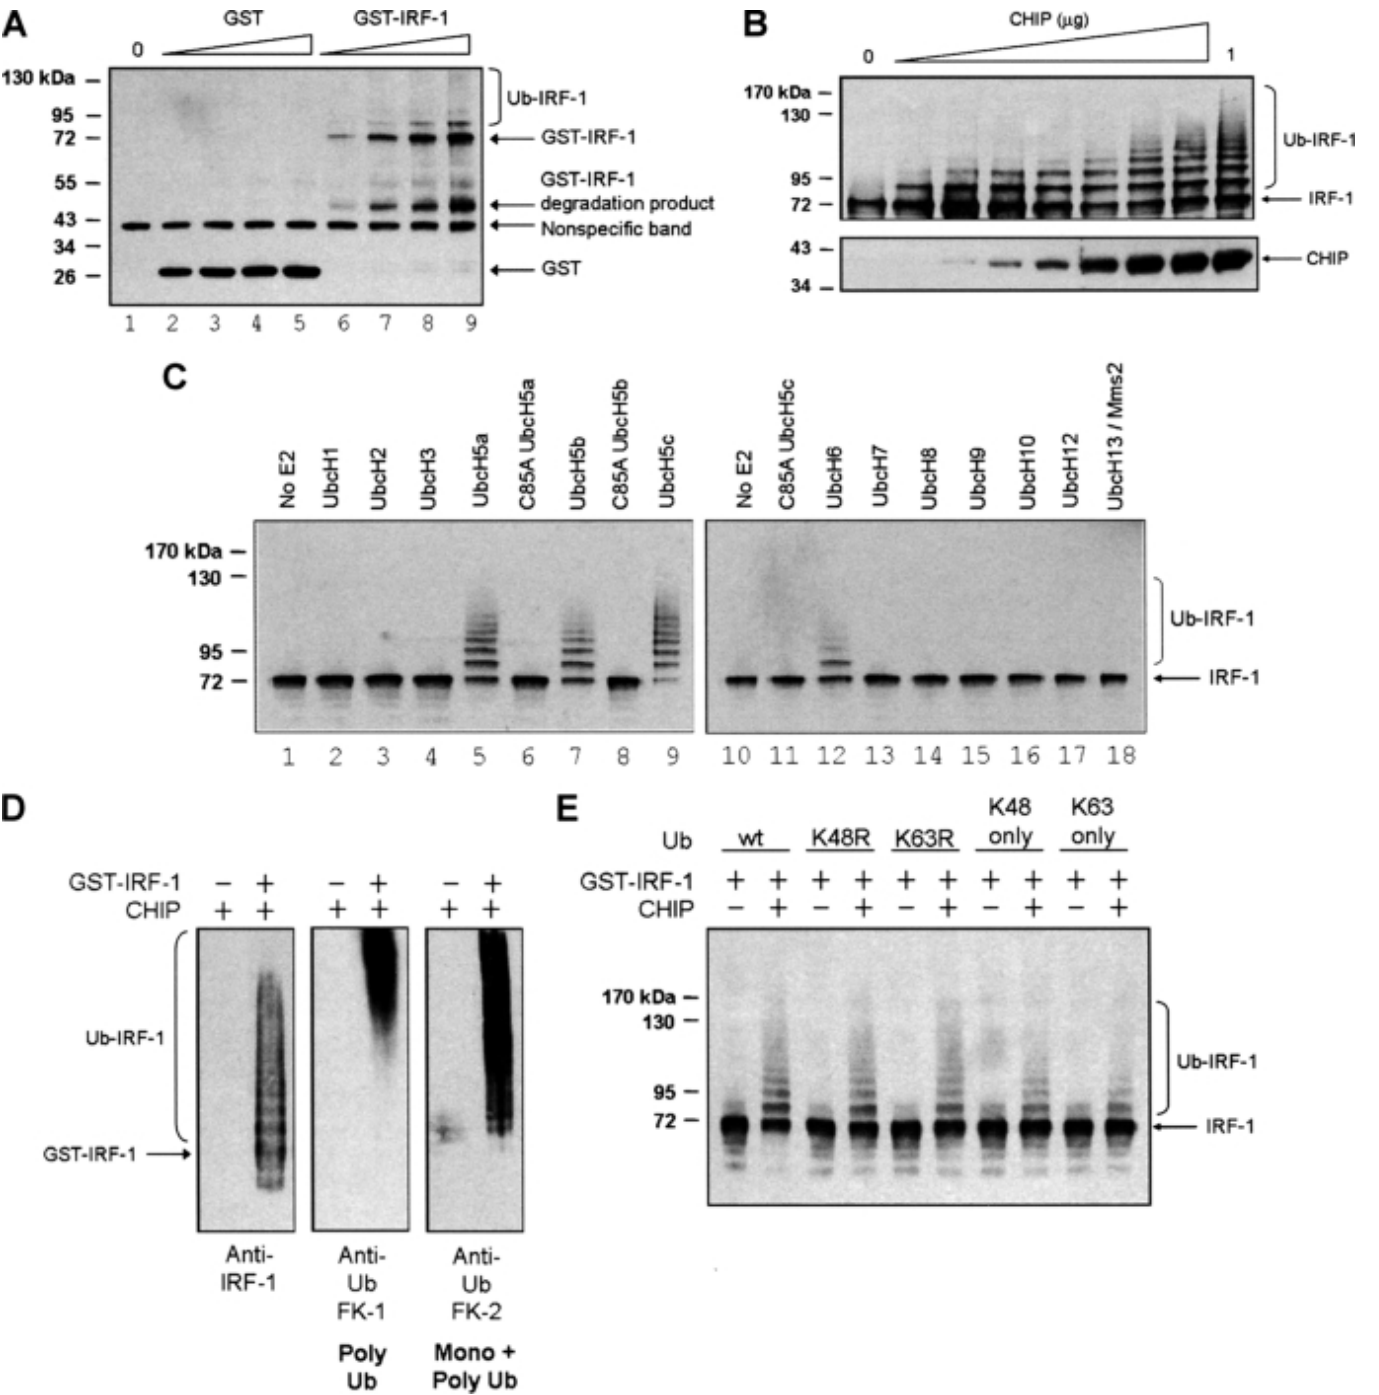 A
GST GST-IRF-1
0
130 kDa
95
72
55
43
34
26
Ub-IRF-1
GST-IRF-1
GST-IRF-1
degradation product
Nonspecific band
GST
1 2 3 4 5 6 7 8 9
B
CHIP (µg)
0 1
170 kDa
130
95
72
43
34
Ub-IRF-1
IRF-1
CHIP
C
No E2
UbcH1
UbcH2
UbcH3
UbcH5a
C85A UbcH5a
UbcH5b
C85A UbcH5b
UbcH5c
No E2
C85A UbcH5c
UbcH6
UbcH7
UbcH8
UbcH9
UbcH10
UbcH12
UbcH13 / Mms2
170 kDa
130
95
72
Ub-IRF-1
IRF-1
1 2 3 4 5 6 7 8 9 10 11 12 13 14 15 16 17 18
D
GST-IRF-1 – + – + – +
CHIP + + + + + +
Ub-IRF-1
GST-IRF-1
Anti-
IRF-1
Anti-
Ub
FK-1
Poly
Ub
Anti-
Ub
FK-2
Mono +
Poly Ub
E
Ub wt K48R K63R K48 only K63 only
GST-IRF-1 + + + + + + + + + +
CHIP – + – + – + – + – +
170 kDa
130
95
72
Ub-IRF-1
IRF-1